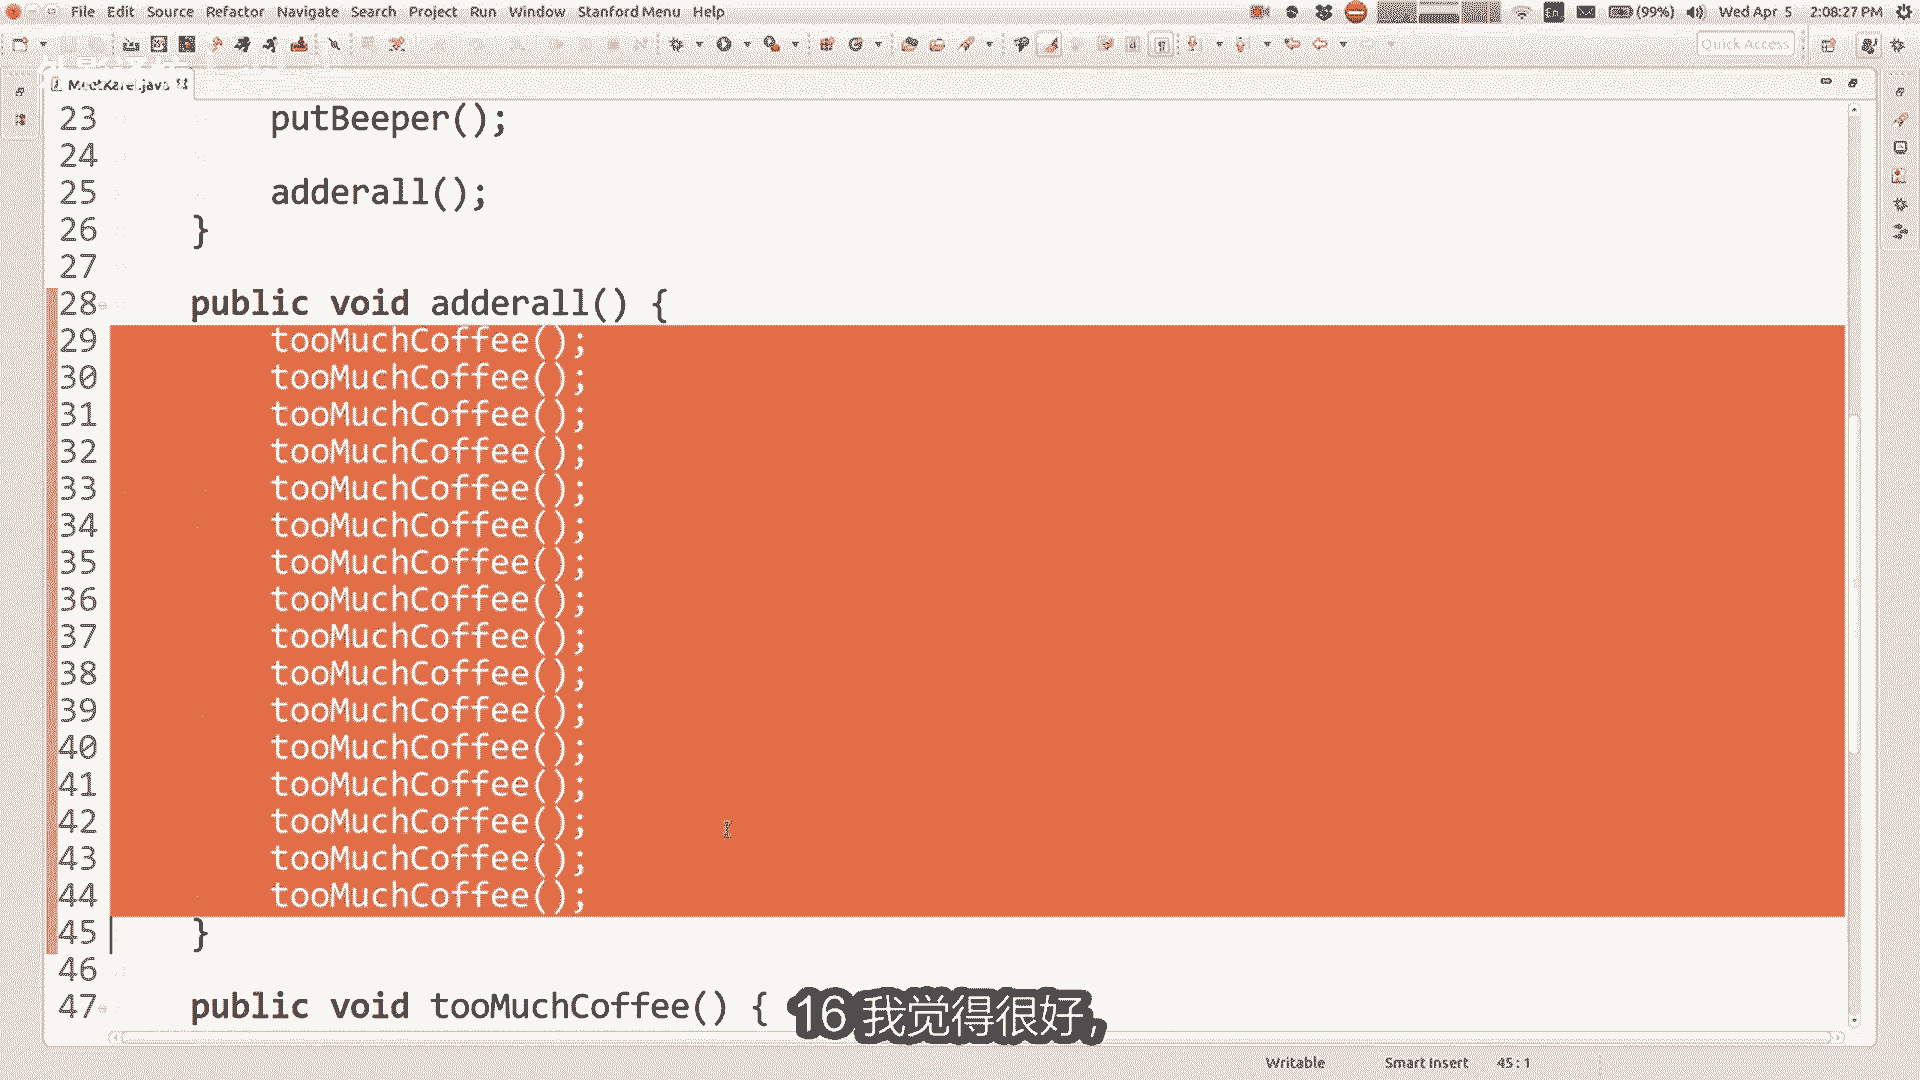 File Edit Source Refactor Navigate Search Project Run Window Stanford Menu Help
En (99%) Wed Apr 5 2:08:27 PM
Quick Access
MeetKarel.java
23 putBeeper();
24
25 adderall();
26 }
27
28 public void adderall() {
29 tooMuchCoffee();
30 tooMuchCoffee();
31 tooMuchCoffee();
32 tooMuchCoffee();
33 tooMuchCoffee();
34 tooMuchCoffee();
35 tooMuchCoffee();
36 tooMuchCoffee();
37 tooMuchCoffee();
38 tooMuchCoffee();
39 tooMuchCoffee();
40 tooMuchCoffee();
41 tooMuchCoffee();
42 tooMuchCoffee();
43 tooMuchCoffee();
44 tooMuchCoffee();
45 }
46
47 public void tooMuchCoffee() {
16 我觉得很好,
Writable Smart Insert 45 : 1